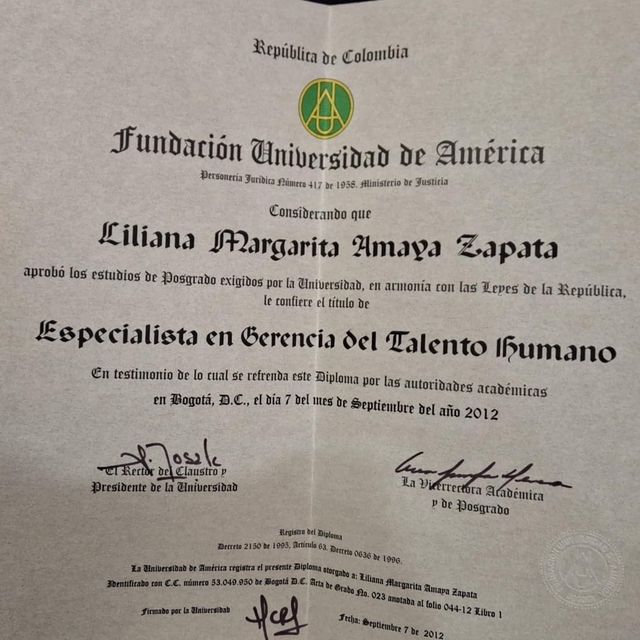 República de Colombia
Fundación Universidad de América
Personería Jurídica Número 417 de 1958. Ministerio de Justicia
Considerando que
Liliana Margarita Amaya Zapata
aprobó los estudios de Posgrado exigidos por la Universidad, en armonía con las Leyes de la República,
le confiere el título de
Especialista en Gerencia del Talento Humano
En testimonio de lo cual se refrenda este Diploma por las autoridades académicas
en Bogotá, D.C., el día 7 del mes de Septiembre del año 2012
El Rector del Claustro y
Presidente de la Universidad
La Vicerrectora Académica
y de Posgrado
Registro del Diploma
Decreto 2150 de 1995, Artículo 63. Decreto 0636 de 1996.
La Universidad de América registra el presente Diploma otorgado a: Liliana Margarita Amaya Zapata
Identificado con C.C. número 53.049.950 de Bogotá D.C. Acta de Grado No. 023 anotada al folio 044-12 Libro 1
Firmado por la Universidad
Fecha: Septiembre 7 de 2012